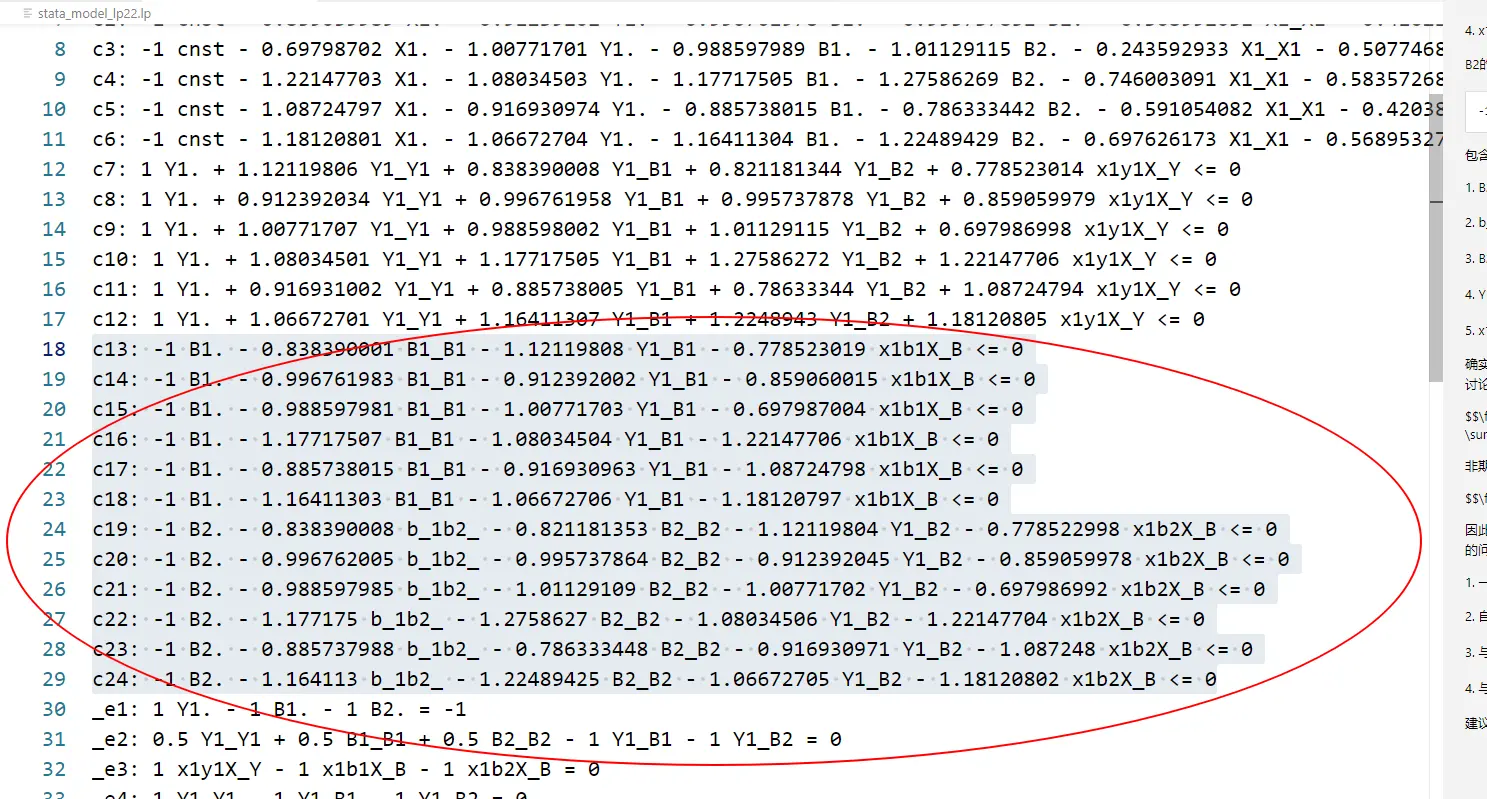 stata_model_lp22.lp
8 c3: -1 cnst - 0.69798702 X1. - 1.00771701 Y1. - 0.988597989 B1. - 1.01129115 B2. - 0.243592933 X1_X1 - 0.5077468
9 c4: -1 cnst - 1.22147703 X1. - 1.08034503 Y1. - 1.17717505 B1. - 1.27586269 B2. - 0.746003091 X1_X1 - 0.58357268
10 c5: -1 cnst - 1.08724797 X1. - 0.916930974 Y1. - 0.885738015 B1. - 0.786333442 B2. - 0.591054082 X1_X1 - 0.42038
11 c6: -1 cnst - 1.18120801 X1. - 1.06672704 Y1. - 1.16411304 B1. - 1.22489429 B2. - 0.697626173 X1_X1 - 0.56895327
12 c7: 1 Y1. + 1.12119806 Y1_Y1 + 0.838390008 Y1_B1 + 0.821181344 Y1_B2 + 0.778523014 x1y1X_Y <= 0
13 c8: 1 Y1. + 0.912392034 Y1_Y1 + 0.996761958 Y1_B1 + 0.995737878 Y1_B2 + 0.859059979 x1y1X_Y <= 0
14 c9: 1 Y1. + 1.00771707 Y1_Y1 + 0.988598002 Y1_B1 + 1.01129115 Y1_B2 + 0.697986998 x1y1X_Y <= 0
15 c10: 1 Y1. + 1.08034501 Y1_Y1 + 1.17717505 Y1_B1 + 1.27586272 Y1_B2 + 1.22147706 x1y1X_Y <= 0
16 c11: 1 Y1. + 0.916931002 Y1_Y1 + 0.885738005 Y1_B1 + 0.78633344 Y1_B2 + 1.08724794 x1y1X_Y <= 0
17 c12: 1 Y1. + 1.06672701 Y1_Y1 + 1.16411307 Y1_B1 + 1.2248943 Y1_B2 + 1.18120805 x1y1X_Y <= 0
18 c13: -1 B1. - 0.838390001 B1_B1 - 1.12119808 Y1_B1 - 0.778523019 x1b1X_B <= 0
19 c14: -1 B1. - 0.996761983 B1_B1 - 0.912392002 Y1_B1 - 0.859060015 x1b1X_B <= 0
20 c15: -1 B1. - 0.988597981 B1_B1 - 1.00771703 Y1_B1 - 0.697987004 x1b1X_B <= 0
21 c16: -1 B1. - 1.17717507 B1_B1 - 1.08034504 Y1_B1 - 1.22147706 x1b1X_B <= 0
22 c17: -1 B1. - 0.885738015 B1_B1 - 0.916930963 Y1_B1 - 1.08724798 x1b1X_B <= 0
23 c18: -1 B1. - 1.16411303 B1_B1 - 1.06672706 Y1_B1 - 1.18120797 x1b1X_B <= 0
24 c19: -1 B2. - 0.838390008 b_1b2_ - 0.821181353 B2_B2 - 1.12119804 Y1_B2 - 0.778522998 x1b2X_B <= 0
25 c20: -1 B2. - 0.996762005 b_1b2_ - 0.995737864 B2_B2 - 0.912392045 Y1_B2 - 0.859059978 x1b2X_B <= 0
26 c21: -1 B2. - 0.988597985 b_1b2_ - 1.01129109 B2_B2 - 1.00771702 Y1_B2 - 0.697986992 x1b2X_B <= 0
27 c22: -1 B2. - 1.177175 b_1b2_ - 1.2758627 B2_B2 - 1.08034506 Y1_B2 - 1.22147704 x1b2X_B <= 0
28 c23: -1 B2. - 0.885737988 b_1b2_ - 0.786333448 B2_B2 - 0.916930971 Y1_B2 - 1.087248 x1b2X_B <= 0
29 c24: -1 B2. - 1.164113 b_1b2_ - 1.22489425 B2_B2 - 1.06672705 Y1_B2 - 1.18120802 x1b2X_B <= 0
30 _e1: 1 Y1. - 1 B1. - 1 B2. = -1
31 _e2: 0.5 Y1_Y1 + 0.5 B1_B1 + 0.5 B2_B2 - 1 Y1_B1 - 1 Y1_B2 = 0
32 _e3: 1 x1y1X_Y - 1 x1b1X_B - 1 x1b2X_B = 0
33 _e4: 1 Y1_Y1 - 1 Y1_B1 - 1 Y1_B2 = 0
4. x
B2的
包含
1. B
2. b
3. B
4. Y
5. x
确实
讨论
$$\f
\sur
非期
$$\f
因此
的问
1. 一
2. 自
3. 与
4. 与
建议